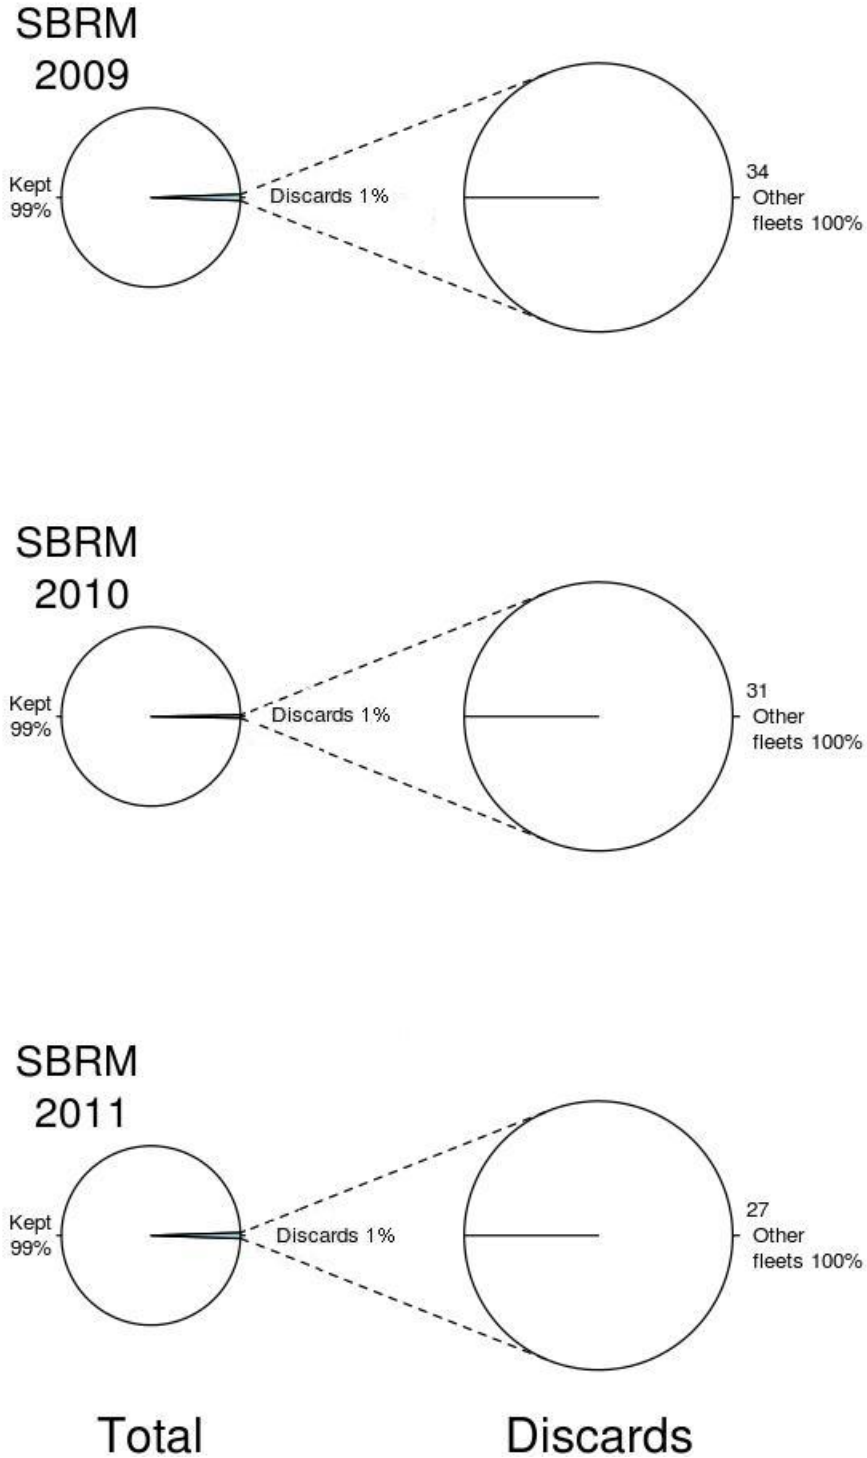 SBRM
2009
Kept
99%
Discards 1%
34
Other
fleets 100%
SBRM
2010
Kept
99%
Discards 1%
31
Other
fleets 100%
SBRM
2011
Kept
99%
Discards 1%
27
Other
fleets 100%
Total
Discards